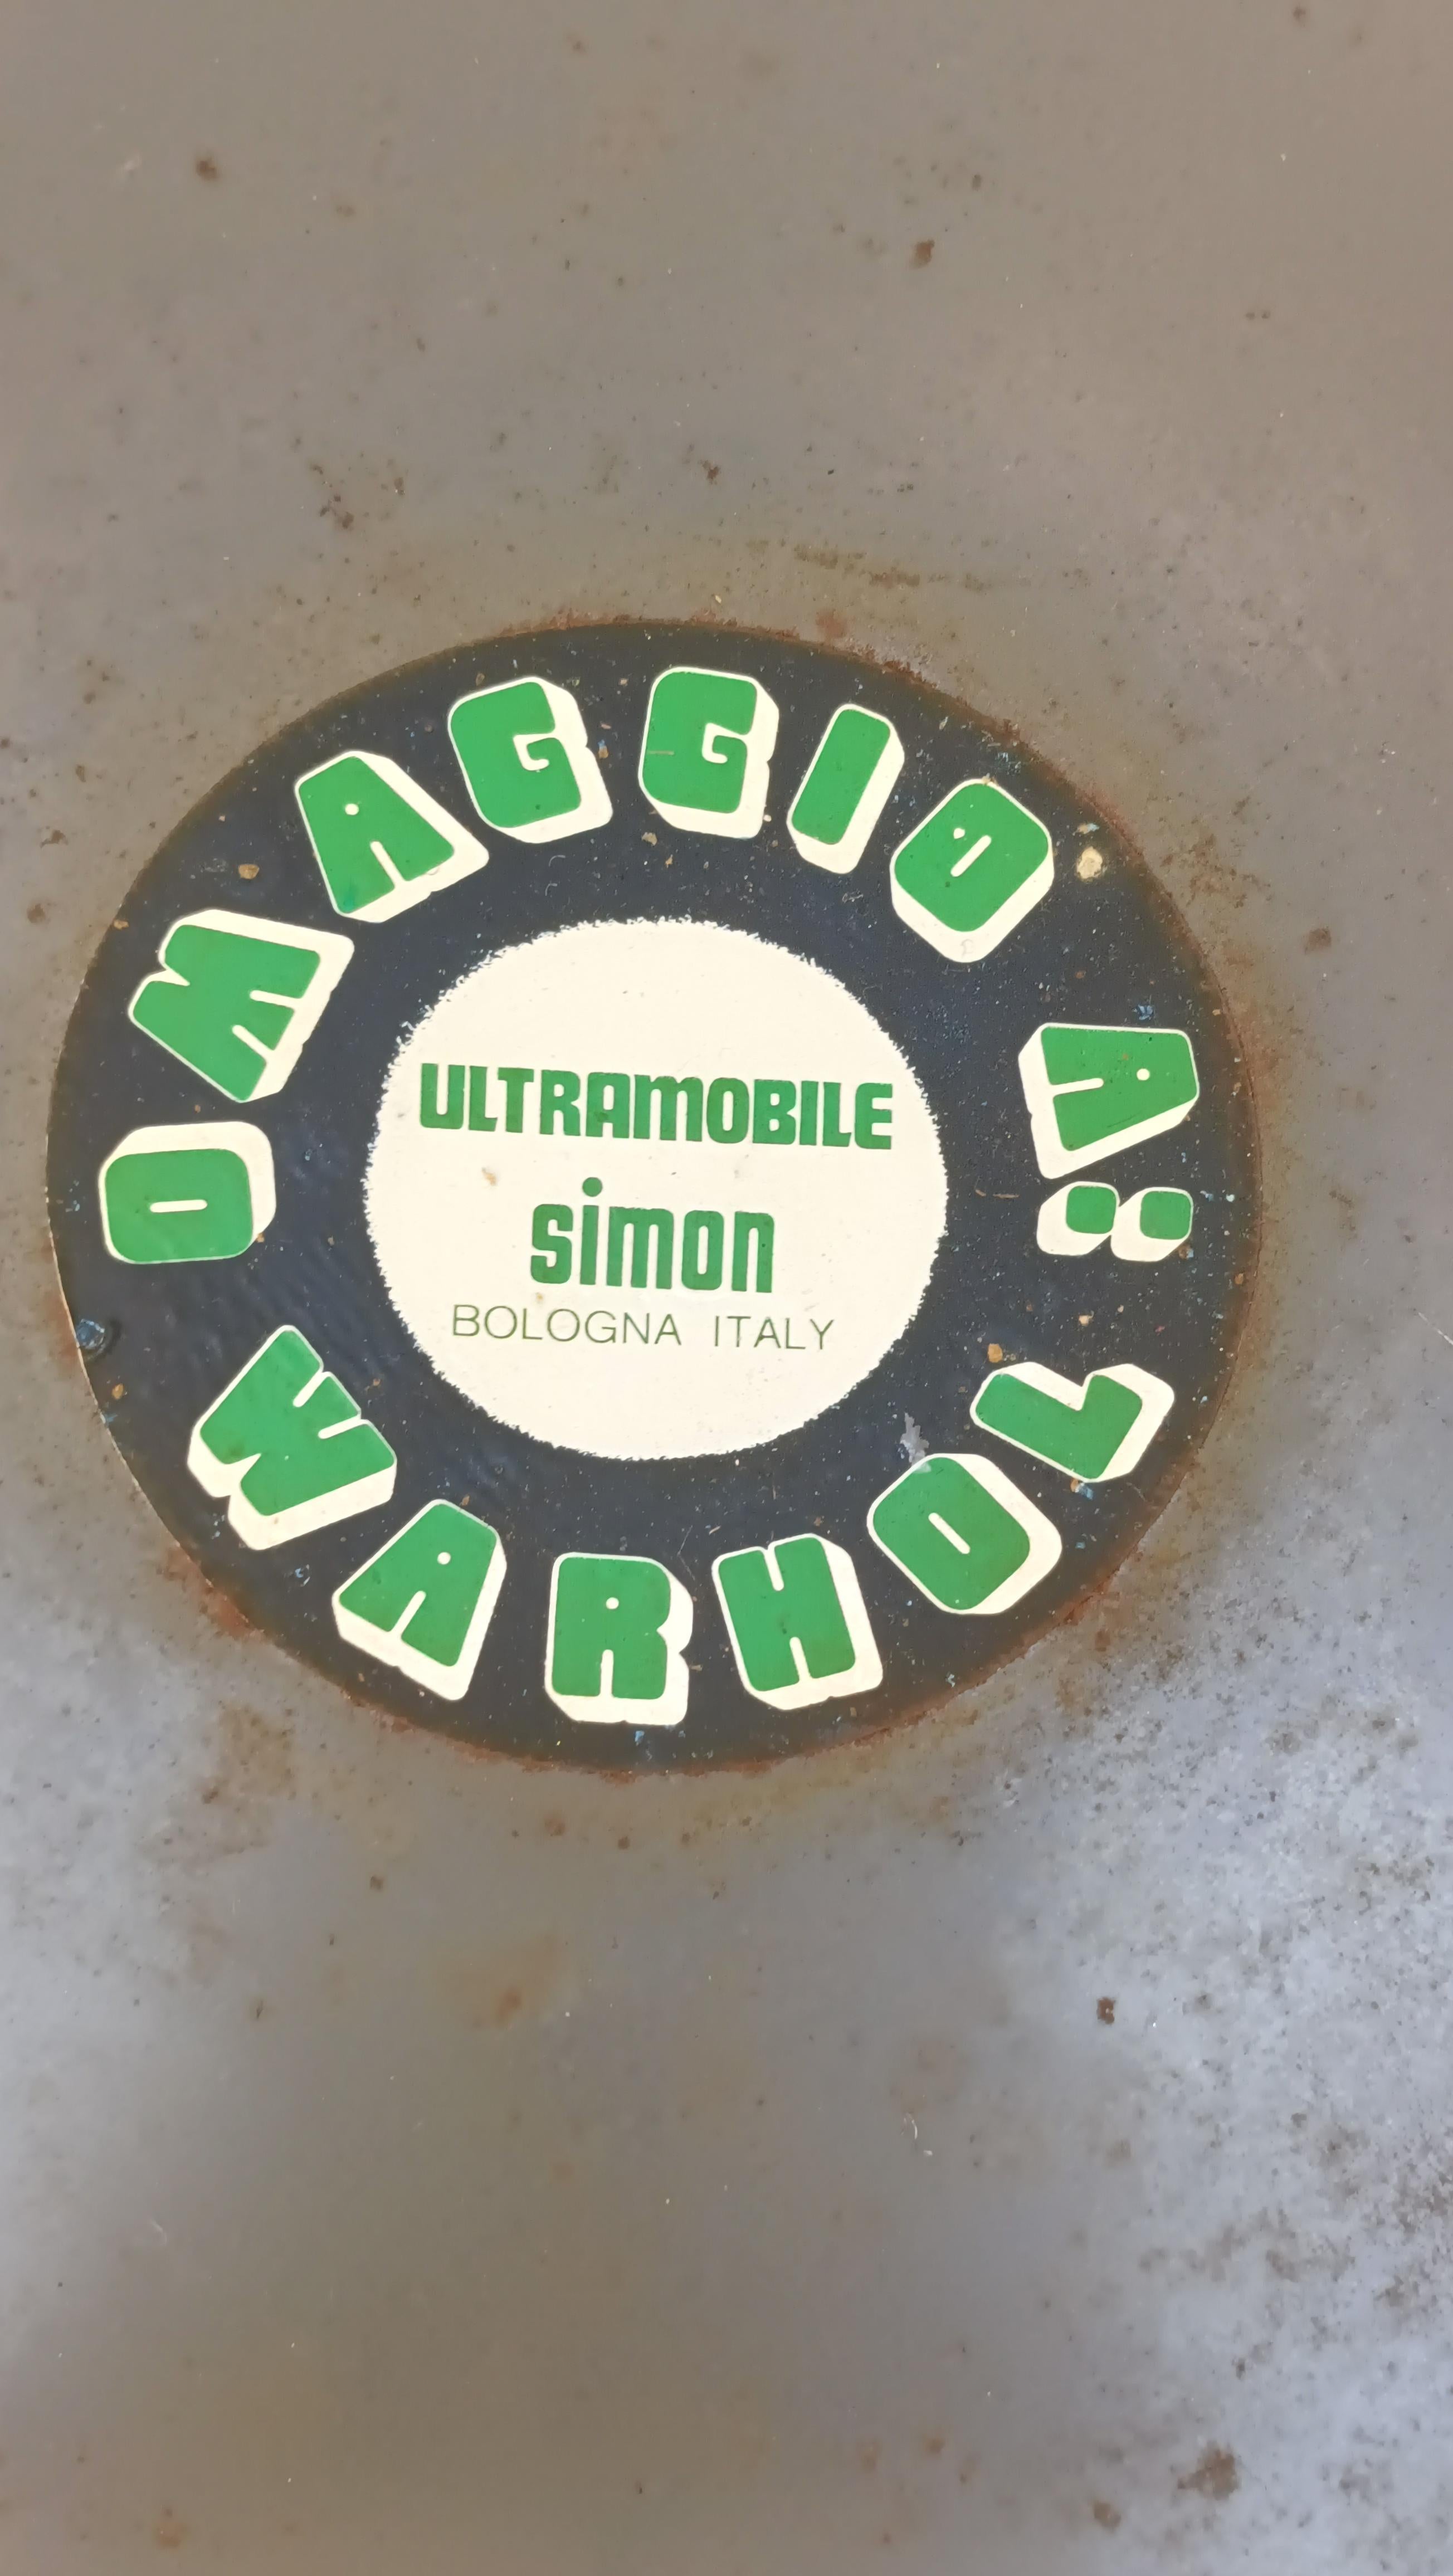 OMAGGIO A:
WARHOL
ULTRAMOBILE
simon
BOLOGNA ITALY